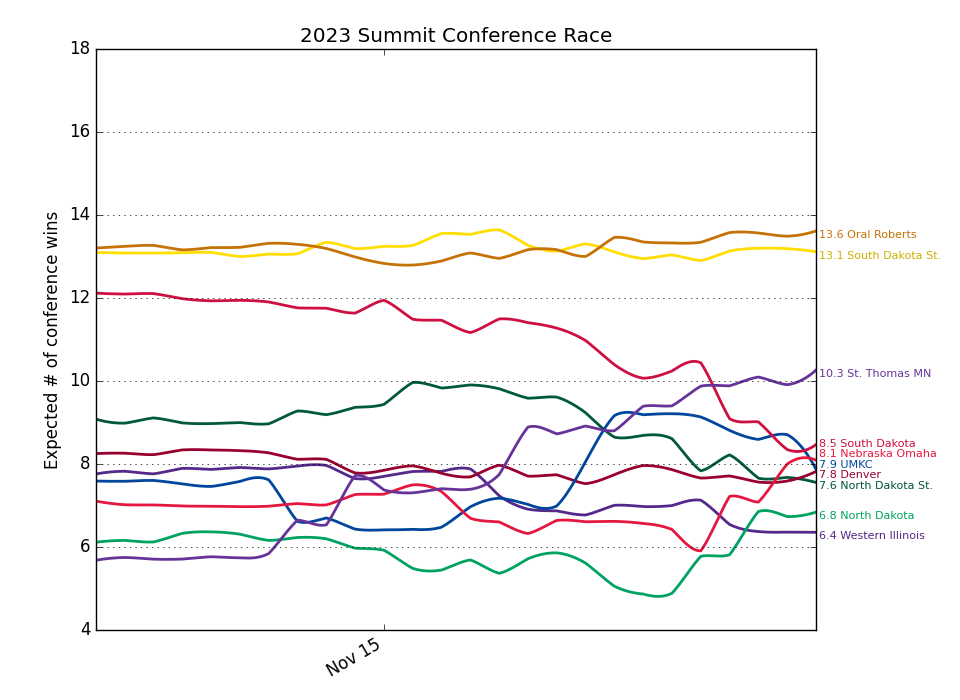 2023 Summit Conference Race
Expected # of conference wins
18
16
14
12
10
8
6
4
Nov 15
13.6 Oral Roberts
13.1 South Dakota St.
10.3 St. Thomas MN
8.5 South Dakota
8.1 Nebraska Omaha
7.9 UMKC
7.8 Denver
7.6 North Dakota St.
6.8 North Dakota
6.4 Western Illinois